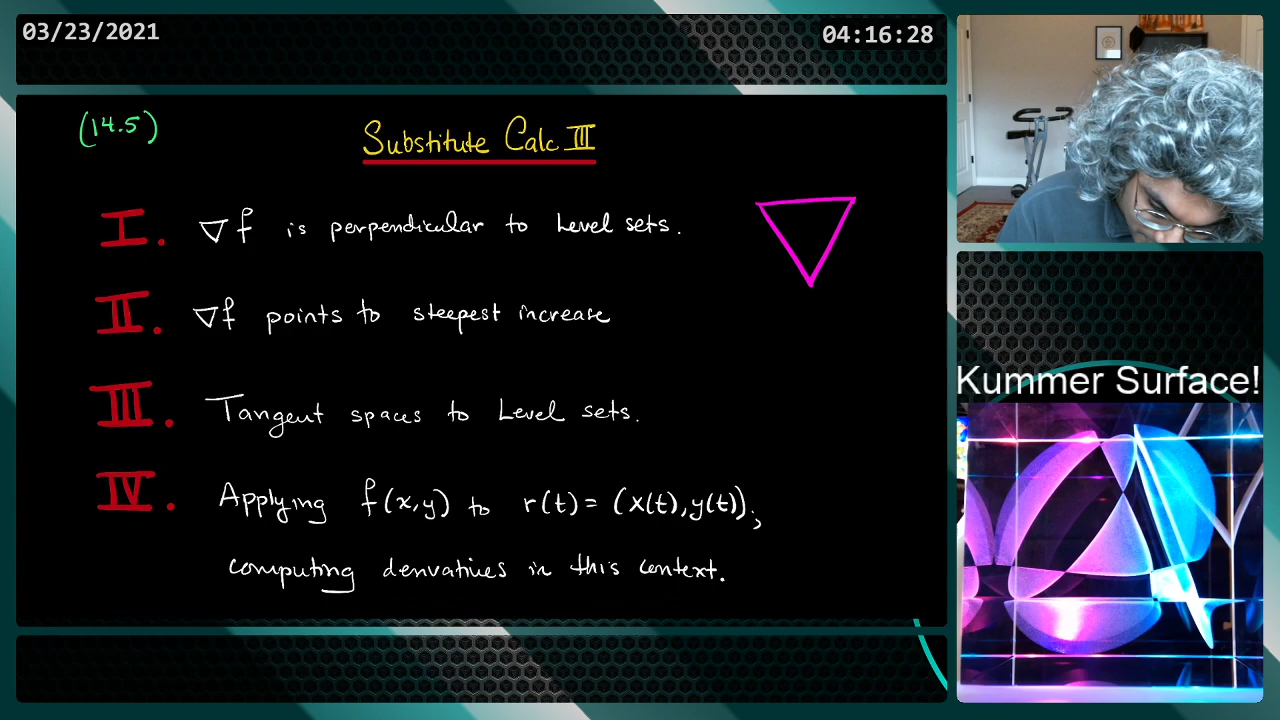 03/23/2021
04:16:28
(14.5)
Substitute Calc III
I. ∇f is perpendicular to Level sets.
II. ∇f points to steepest increase
III. Tangent spaces to Level sets.
IV. Applying f(x,y) to r(t) = (x(t), y(t));
computing derivatives in this context.
Kummer Surface!